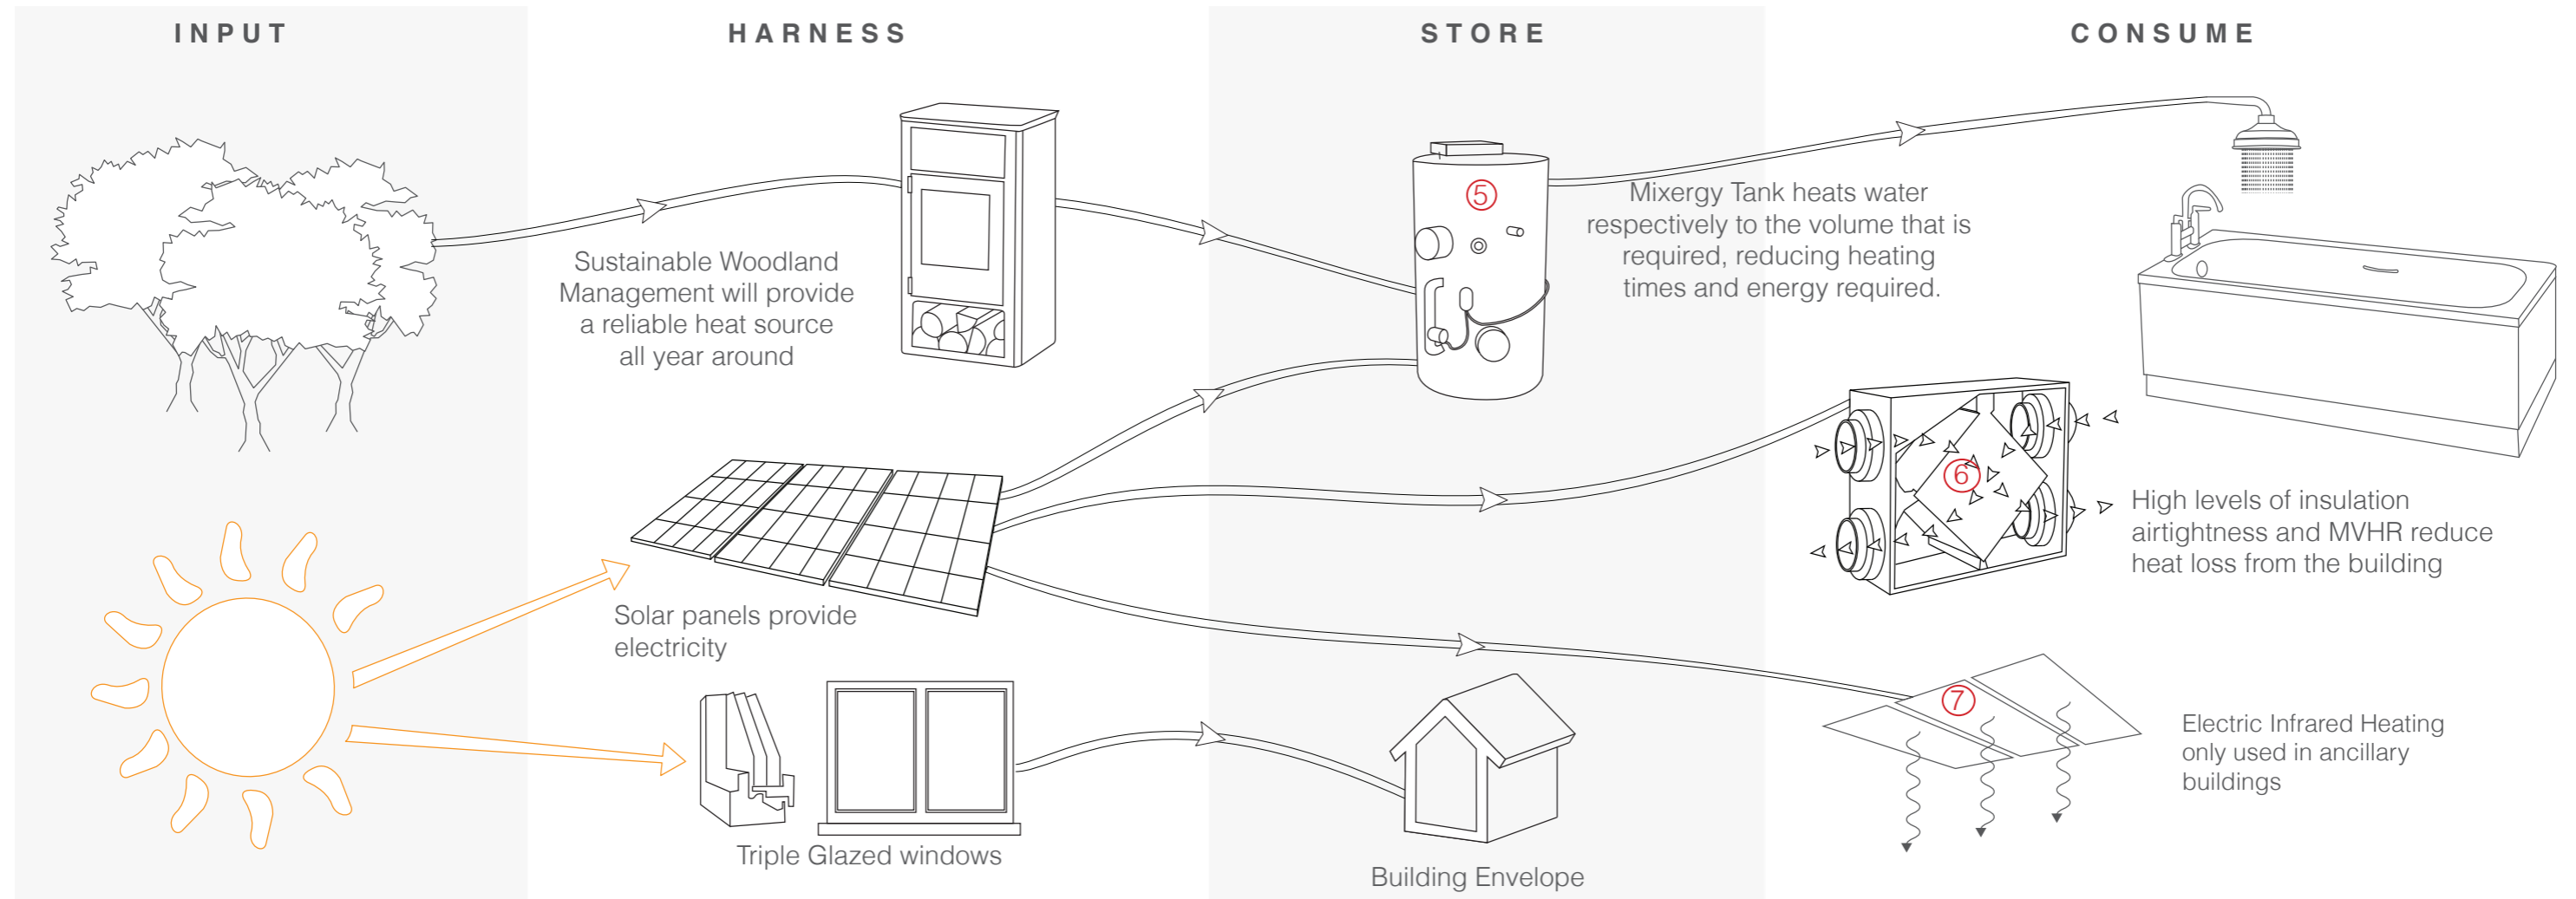 INPUT
HARNESS
STORE
CONSUME
Sustainable Woodland
Management will provide
a reliable heat source
all year around
⑤
Mixergy Tank heats water
respectively to the volume that is
required, reducing heating
times and energy required.
⑥
High levels of insulation
airtightness and MVHR reduce
heat loss from the building
Solar panels provide
electricity
⑦
Electric Infrared Heating
only used in ancillary
buildings
Triple Glazed windows
Building Envelope